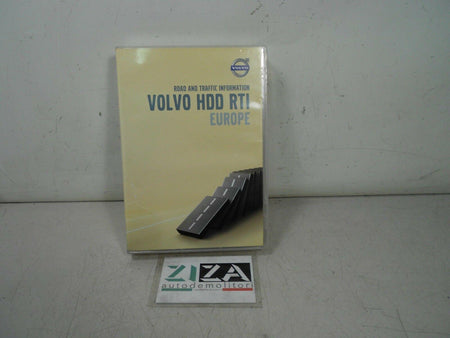 VOLVO
ROAD AND TRAFFIC INFORMATION
VOLVO HDD RTI
EUROPE
ZIZA
autodemolitori